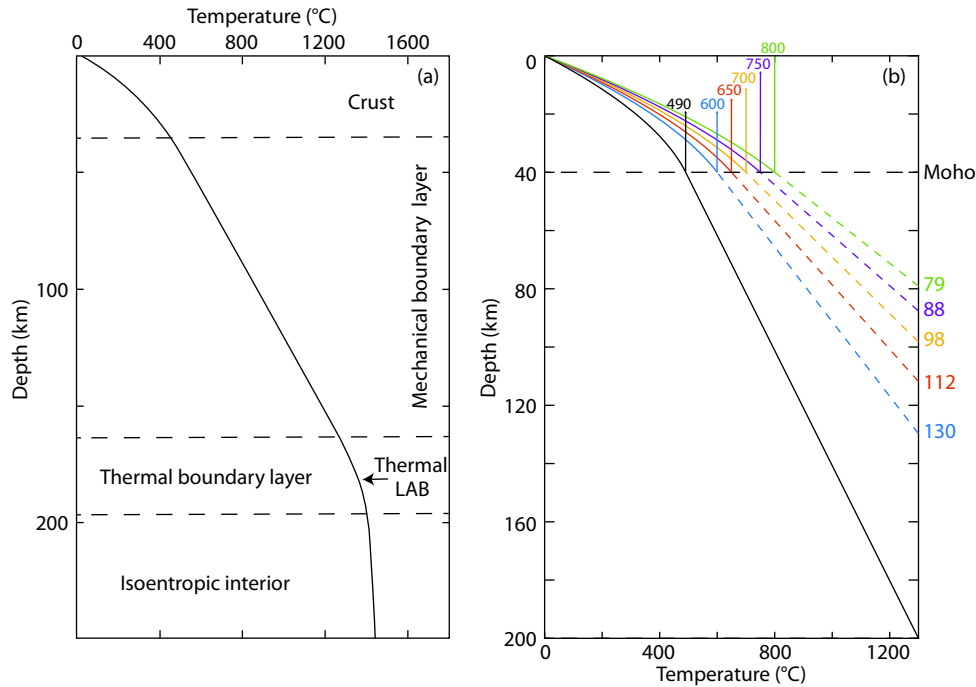 Temperature (°C)
0 400 800 1200 1600
(a)
Crust
Mechanical boundary layer
100
Depth (km)
Thermal boundary layer
Thermal
LAB
200
Isoentropic interior
800
750
700
650
600
490
(b)
0
40
Moho
80
79
88
98
112
120
130
160
200
Depth (km)
0 400 800 1200
Temperature (°C)